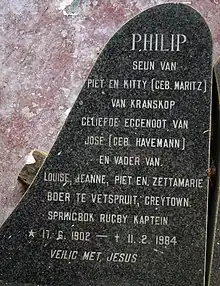 PHILIP
SEUN VAN
PIET EN KITTY (GEB. MARITZ)
VAN KRANSKOP
GELIEFDE EGGENOOT VAN
JOSÉ (GEB. HAVEMANN)
EN VADER VAN
LOUISE, JEANNE, PIET EN ZETTAMARIE
BOER TE VETSPRUIT, GREYTOWN.
SPRINGBOK RUGBY KAPTEIN
* 17. 6. 1902 — † 11. 2. 1984
VEILIG MET JESUS